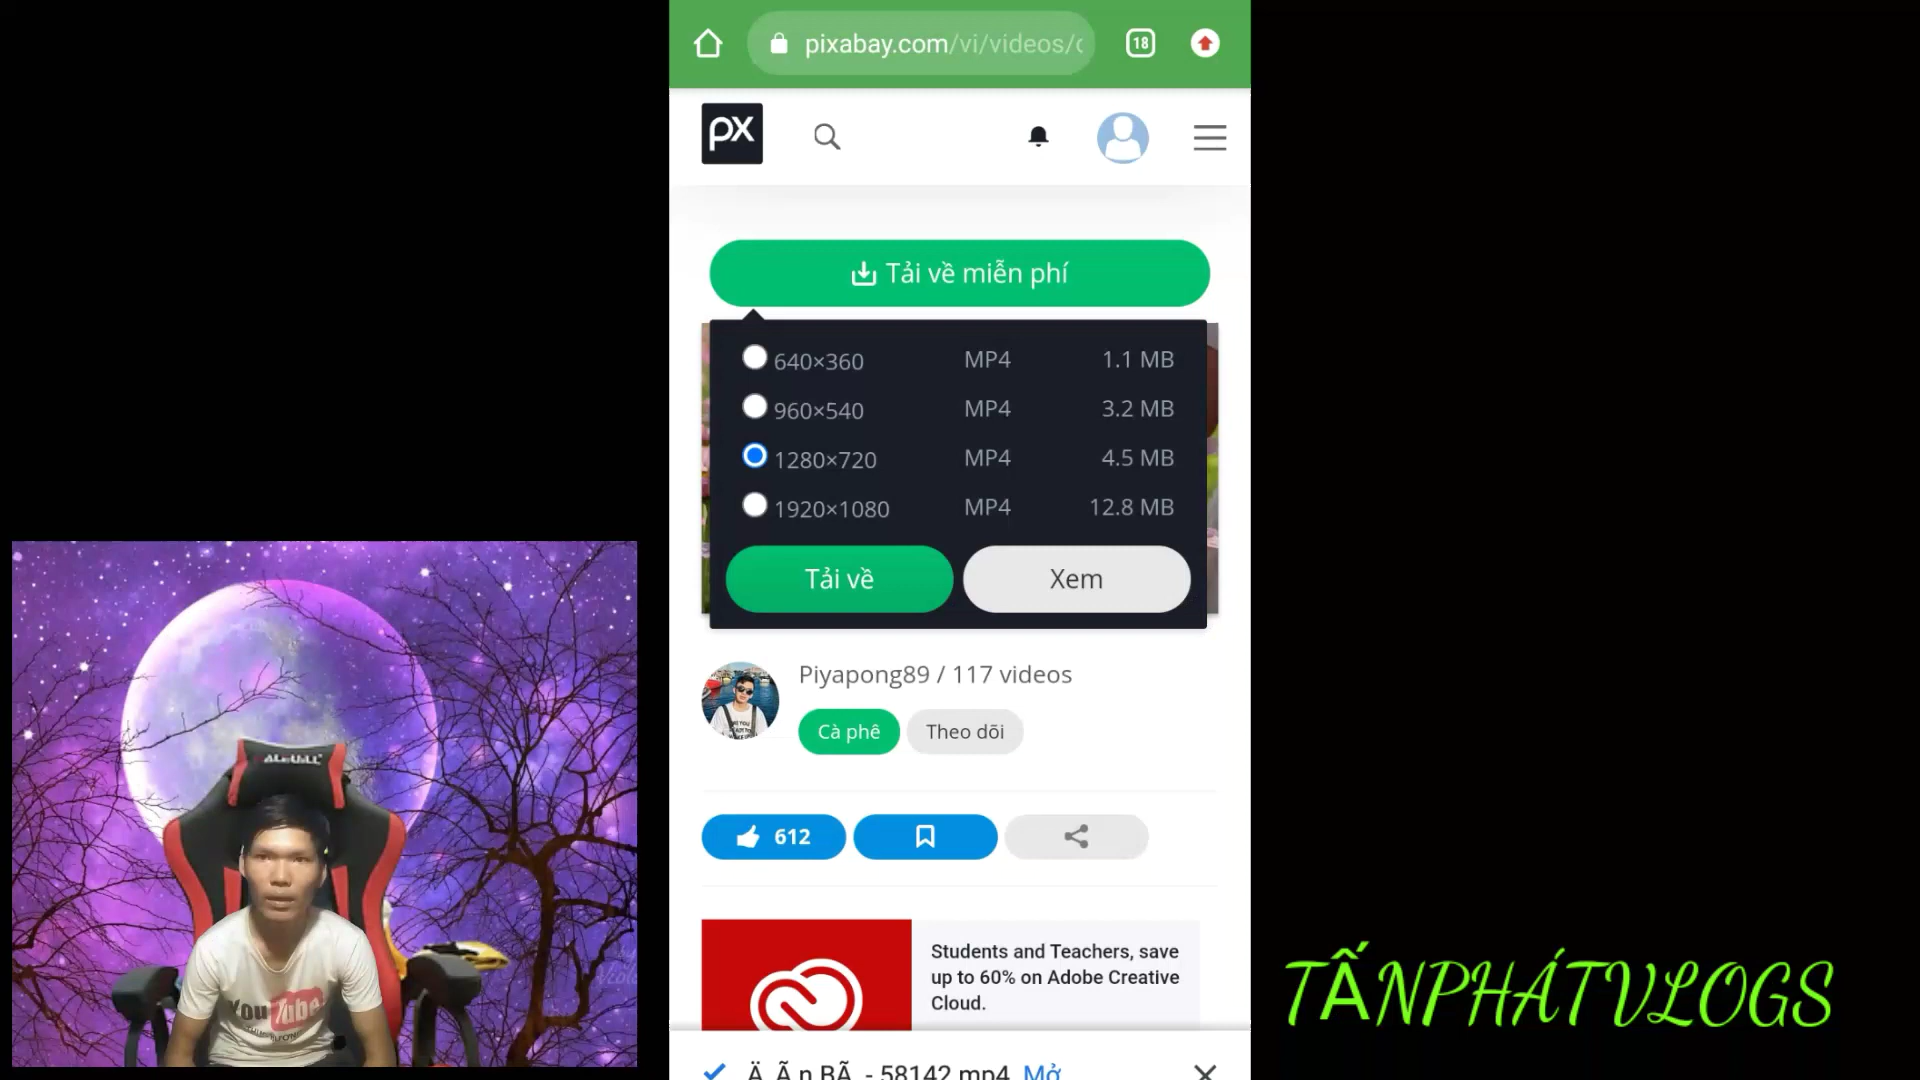 pixabay.com/vi/videos/c
18
px
Tải về miễn phí
640×360 MP4 1.1 MB
960×540 MP4 3.2 MB
1280×720 MP4 4.5 MB
1920×1080 MP4 12.8 MB
Tải về Xem
Piyapong89 / 117 videos
Cà phê Theo dõi
612
Students and Teachers, save
up to 60% on Adobe Creative
Cloud.
- 58142.mp4 Mở
YouTube
TẤNPHÁTVLOGS